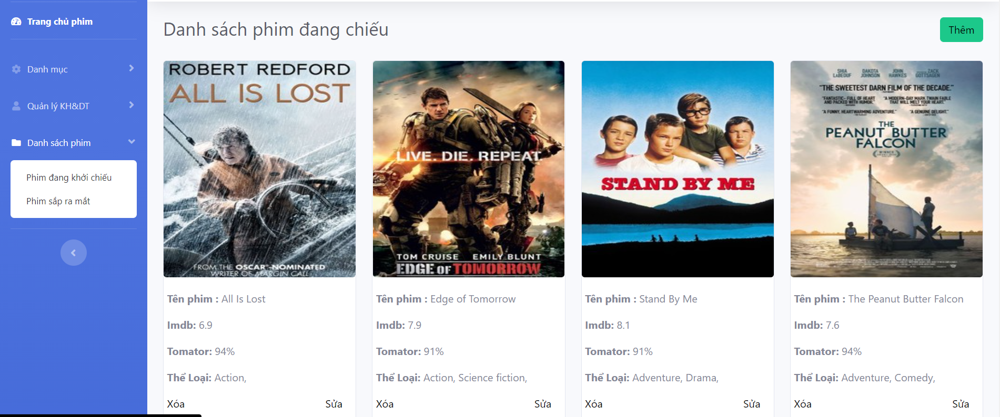 Trang chủ phim
Danh mục
Quản lý KH&DT
Danh sách phim
Phim đang khởi chiếu
Phim sắp ra mắt
Danh sách phim đang chiếu
Thêm
ROBERT REDFORD
ALL IS LOST
FROM THE OSCAR-NOMINATED
WRITER OF MARGIN CALL
Tên phim : All Is Lost
Imdb: 6.9
Tomator: 94%
Thể Loại: Action,
Xóa Sửa
LIVE. DIE. REPEAT.
TOM CRUISE EMILY BLUNT
EDGE OF TOMORROW
Tên phim : Edge of Tomorrow
Imdb: 7.9
Tomator: 91%
Thể Loại: Action, Science fiction,
Xóa Sửa
STAND BY ME
Tên phim : Stand By Me
Imdb: 8.1
Tomator: 91%
Thể Loại: Adventure, Drama,
Xóa Sửa
SHIA LABEOUF DAKOTA JOHNSON JOHN HAWKES ZACK GOTTSAGEN
"THE SWEETEST DARN FILM OF THE DECADE."
"FANTASTIC- FULL OF HEART AND PACKED WITH HUMOR." "A MODERN-DAY MARK TWAIN FABLE THAT WILL MELT YOUR HEART."
"A FUNNY, HEARTWARMING ADVENTURE." "A GENUINE DELIGHT."
THE
PEANUT BUTTER
FALCON
WINNER
Tên phim : The Peanut Butter Falcon
Imdb: 7.6
Tomator: 94%
Thể Loại: Adventure, Comedy,
Xóa Sửa